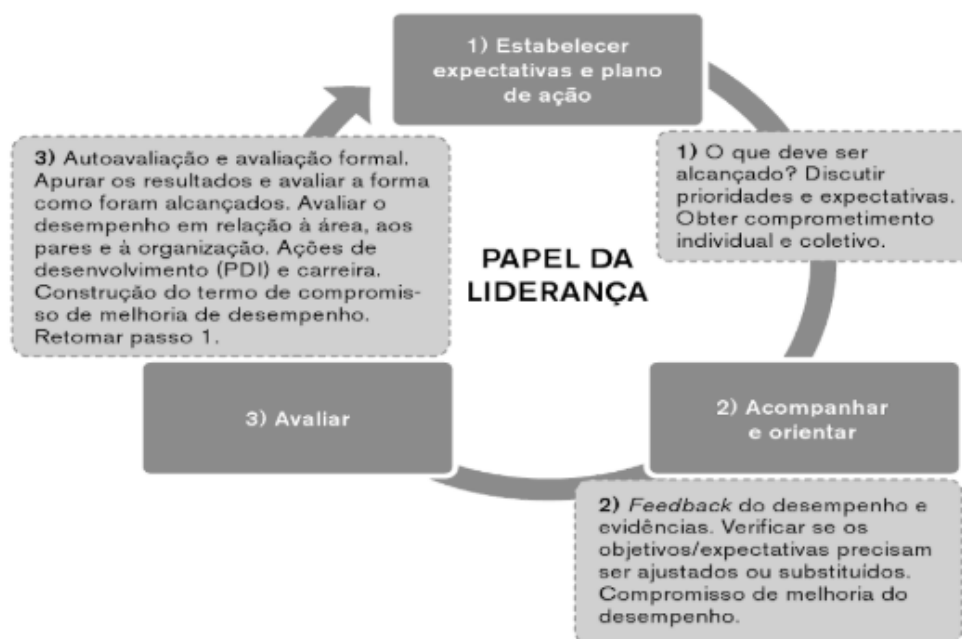 1) Estabelecer
expectativas e plano
de ação
1) O que deve ser
alcançado? Discutir
prioridades e expectativas.
Obter comprometimento
individual e coletivo.
3) Autoavaliação e avaliação formal.
Apurar os resultados e avaliar a forma
como foram alcançados. Avaliar o
desempenho em relação à área, aos
pares e à organização. Ações de
desenvolvimento (PDI) e carreira.
Construção do termo de compromis-
so de melhoria de desempenho.
Retomar passo 1.
PAPEL DA
LIDERANÇA
3) Avaliar
2) Acompanhar
e orientar
2) Feedback do desempenho e
evidências. Verificar se os
objetivos/expectativas precisam
ser ajustados ou substituídos.
Compromisso de melhoria do
desempenho.